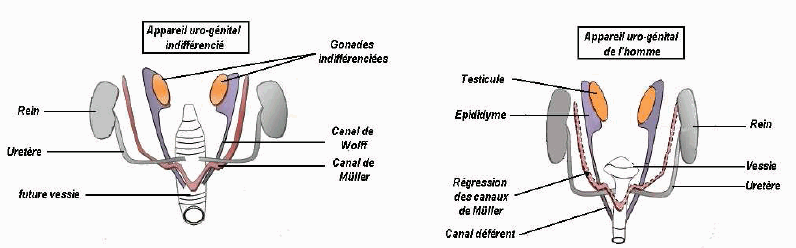 Appareil uro-génital
indifférencié
Gonades
indifférenciées
Rein
Uretère
future vessie
Canal de
Wolff
Canal de
Müller
Appareil uro-génital
de l'homme
Testicule
Epididyme
Rein
Vessie
Uretère
Régression
des canaux
de Müller
Canal déférent